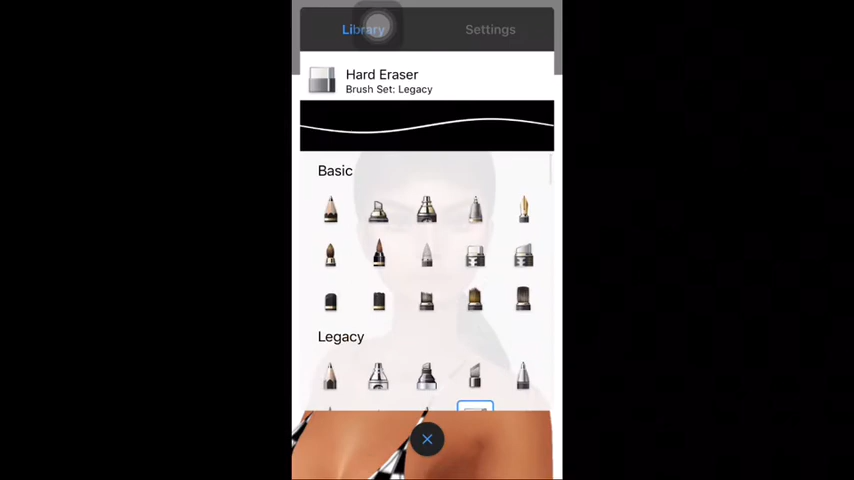 Library
Settings
Hard Eraser
Brush Set: Legacy
Basic
Legacy